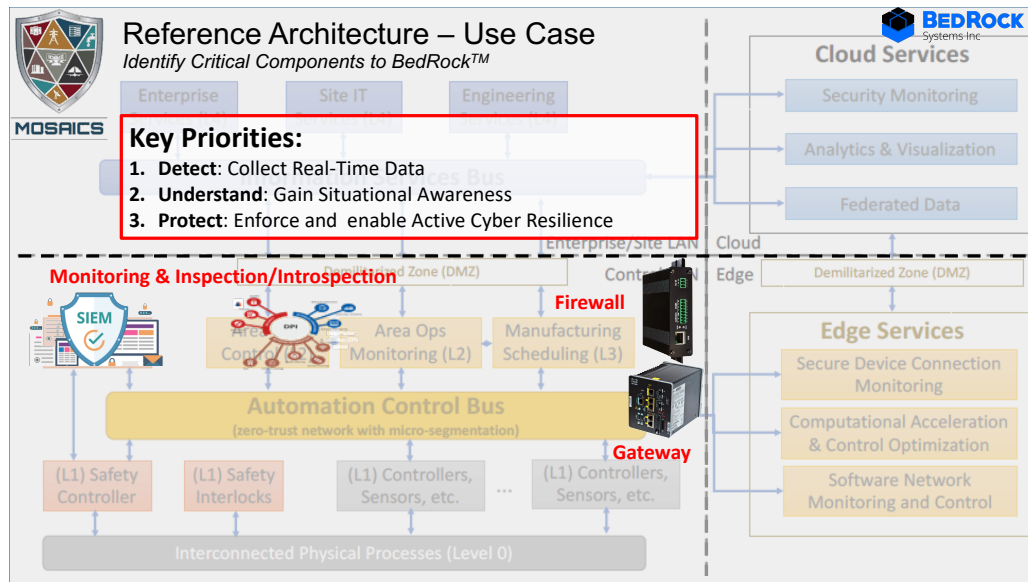 Reference Architecture – Use Case
Identify Critical Components to BedRock™
BEDROCK
Systems Inc
MOSAICS
Enterprise
Site IT
Engineering
Key Priorities:
1. Detect: Collect Real-Time Data
2. Understand: Gain Situational Awareness
3. Protect: Enforce and enable Active Cyber Resilience
Information Services Bus
Enterprise/Site LAN
Cloud
Cloud Services
Security Monitoring
Analytics & Visualization
Federated Data
Demilitarized Zone (DMZ)
Edge
Demilitarized Zone (DMZ)
Monitoring & Inspection/Introspection
SIEM
DPI
Firewall
Area Ops
Monitoring (L2)
Manufacturing
Scheduling (L3)
Automation Control Bus
(zero-trust network with micro-segmentation)
Gateway
Edge Services
Secure Device Connection
Monitoring
Computational Acceleration
& Control Optimization
Software Network
Monitoring and Control
(L1) Safety
Controller
(L1) Safety
Interlocks
(L1) Controllers,
Sensors, etc.
...
(L1) Controllers,
Sensors, etc.
Interconnected Physical Processes (Level 0)